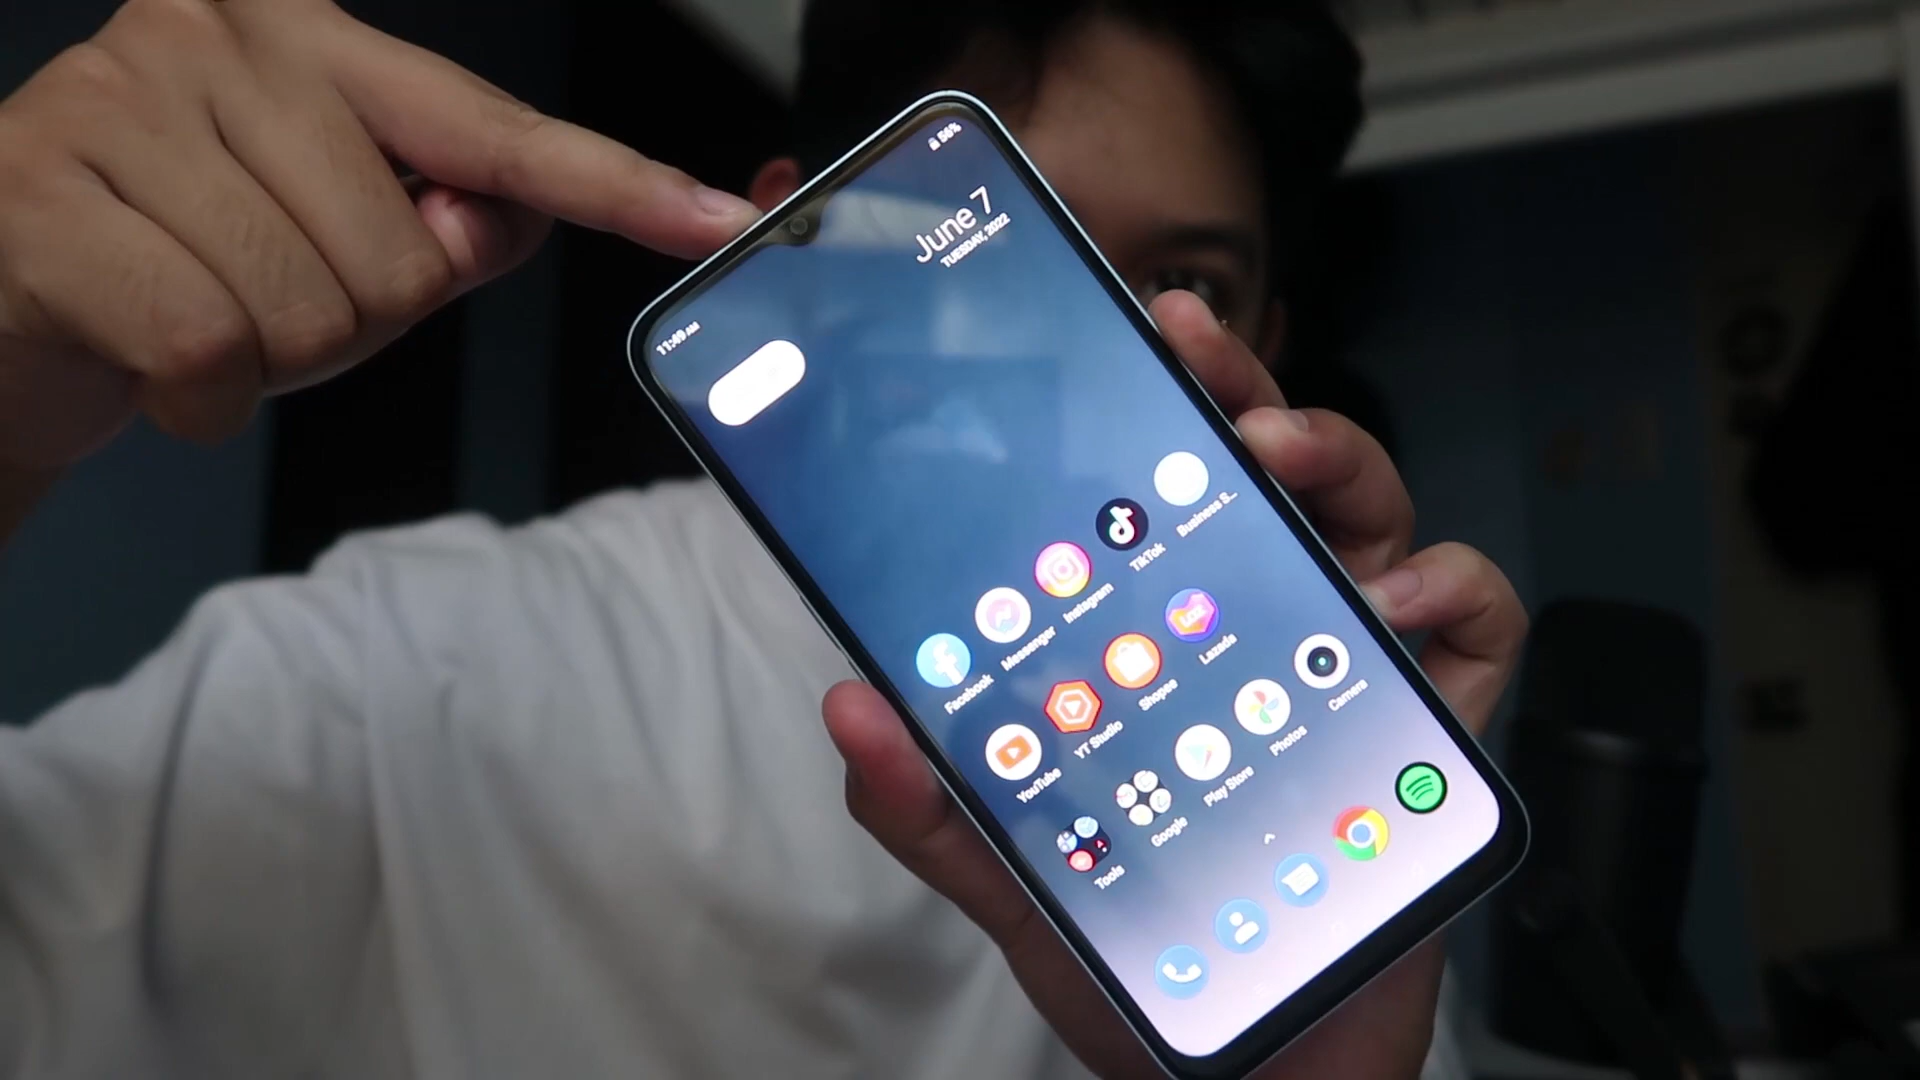 11:49 AM
56%
June 7
TUESDAY, 2022
Facebook
Messenger
Instagram
TikTok
Business S...
YouTube
YT Studio
Shopee
Lazada
Tools
Google
Play Store
Photos
Camera